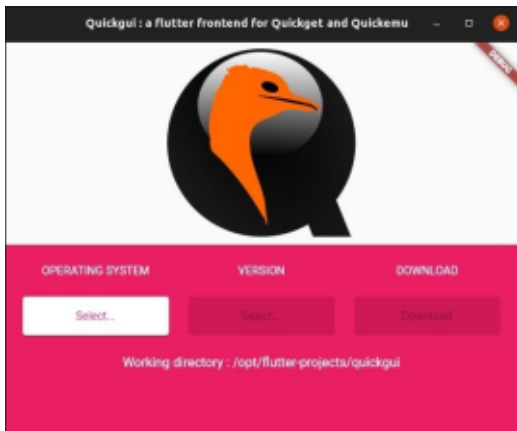 Quickgui : a flutter frontend for Quickget and Quickemu
DEBUG
OPERATING SYSTEM VERSION DOWNLOAD
Select... Select... Download
Working directory : /opt/flutter-projects/quickgui